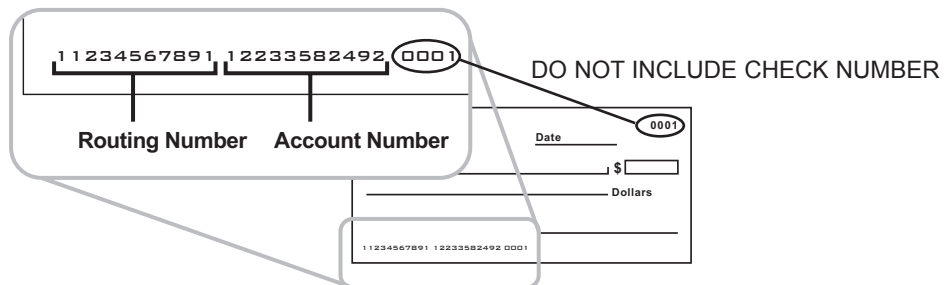 11234567891 12233582492 0001
DO NOT INCLUDE CHECK NUMBER
Routing Number Account Number
0001
Date
$
Dollars
11234567891 12233582492 0001